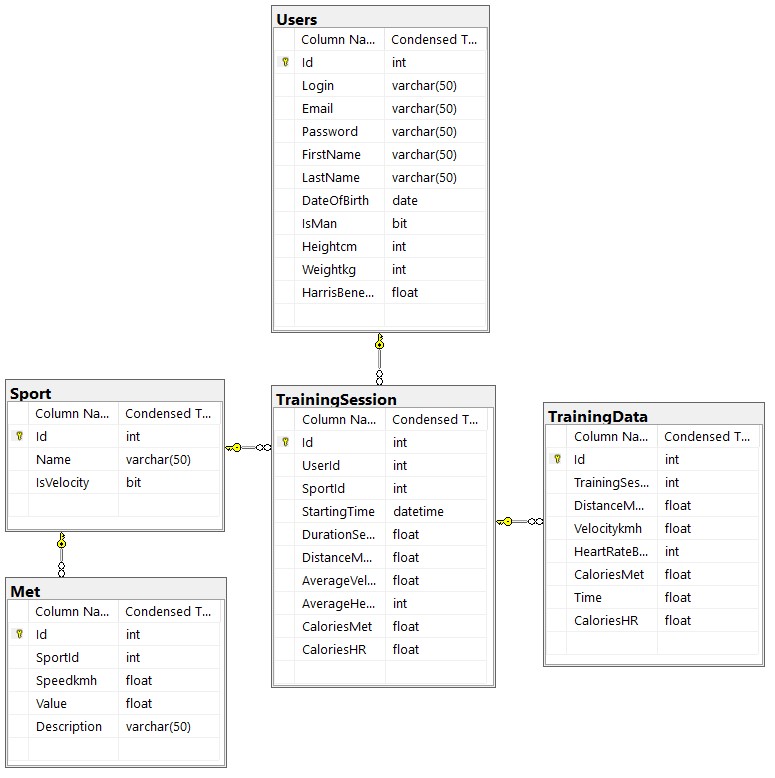 Users
Column Na... Condensed T...
Id int
Login varchar(50)
Email varchar(50)
Password varchar(50)
FirstName varchar(50)
LastName varchar(50)
DateOfBirth date
IsMan bit
Heightcm int
Weightkg int
HarrisBene... float
Sport
Column Na... Condensed T...
Id int
Name varchar(50)
IsVelocity bit
TrainingSession
Column Na... Condensed T...
Id int
UserId int
SportId int
StartingTime datetime
DurationSe... float
DistanceM... float
AverageVel... float
AverageHe... int
CaloriesMet float
CaloriesHR float
TrainingData
Column Na... Condensed T...
Id int
TrainingSes... int
DistanceM... float
Velocitykmh float
HeartRateB... int
CaloriesMet float
Time float
CaloriesHR float
Met
Column Na... Condensed T...
Id int
SportId int
Speedkmh float
Value float
Description varchar(50)